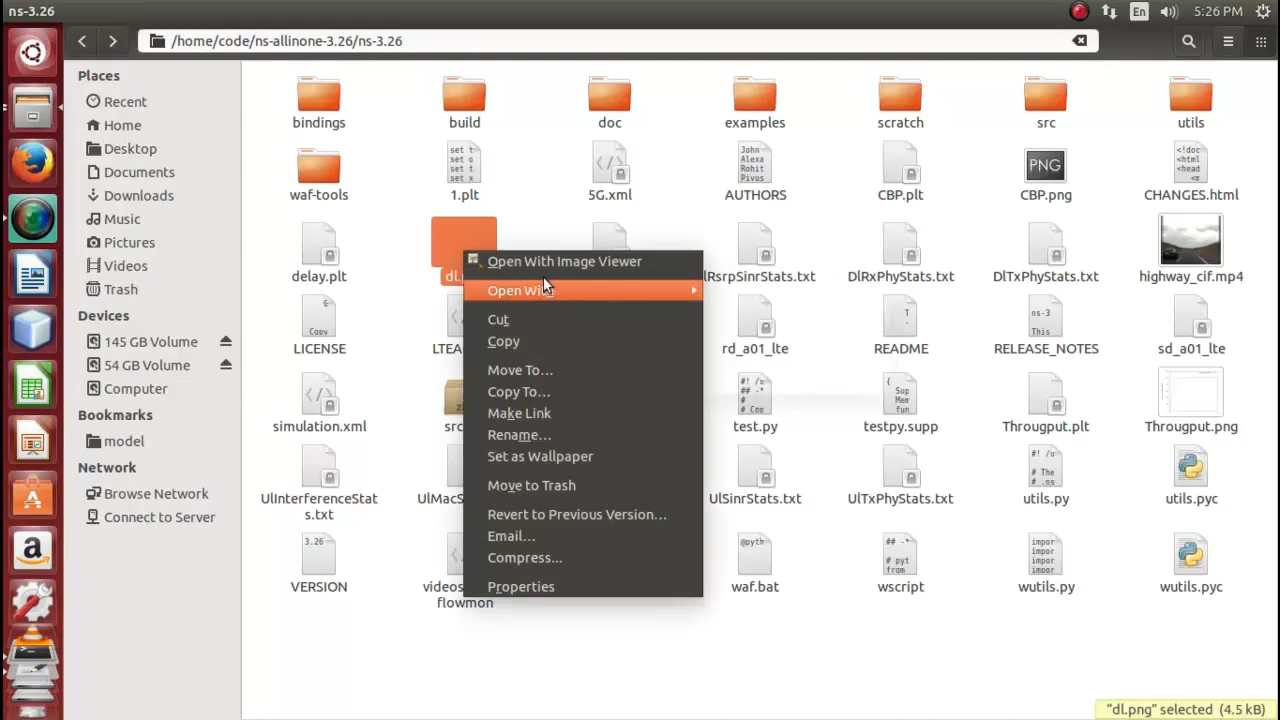 ns-3.26
En
5:26 PM
/home/code/ns-allinone-3.26/ns-3.26
Places
Recent
Home
Desktop
Documents
Downloads
Music
Pictures
Videos
Trash
Devices
145 GB Volume
54 GB Volume
Computer
Bookmarks
model
Network
Browse Network
Connect to Server
bindings
build
doc
examples
scratch
src
utils
waf-tools
1.plt
5G.xml
AUTHORS
CBP.plt
PNG
CBP.png
CHANGES.html
delay.plt
DlRxPhyStats.txt
DlTxPhyStats.txt
highway_cif.mp4
LICENSE
rd_a01_lte
README
RELEASE_NOTES
sd_a01_lte
simulation.xml
test.py
testpy.supp
Througput.plt
Througput.png
UlInterferenceStat
s.txt
UlSinrStats.txt
UlTxPhyStats.txt
utils.py
utils.pyc
VERSION
flowmon
waf.bat
wscript
wutils.py
wutils.pyc
Open With Image Viewer
Open With
Cut
Copy
Move To…
Copy To…
Make Link
Rename…
Set as Wallpaper
Move to Trash
Revert to Previous Version…
Email…
Compress…
Properties
"dl.png" selected (4.5 kB)